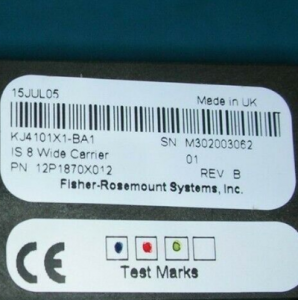 15JUL05 Made in UK
KJ4101X1-BA1 SN M302003062
IS 8 Wide Carrier 01
PN 12P1870X012 REV B
Fisher-Rosemount Systems, Inc.
CE
Test Marks